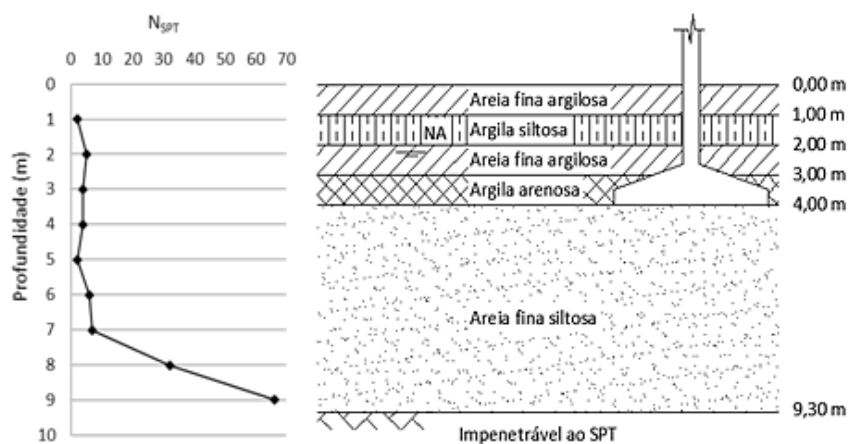 N_SPT
0 10 20 30 40 50 60 70
Profundidade (m)
0
1
2
3
4
5
6
7
8
9
10
Areia fina argilosa
Argila siltosa
NA
Areia fina argilosa
Argila arenosa
Areia fina siltosa
Impenetrável ao SPT
0,00 m
1,00 m
2,00 m
3,00 m
4,00 m
9,30 m